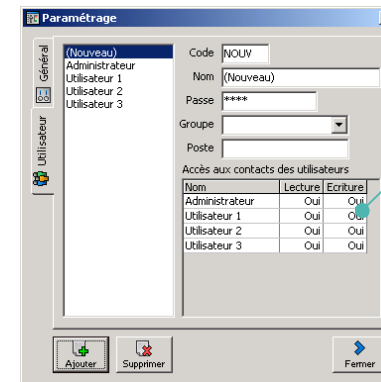 Paramétrage
Général
Utilisateur
(Nouveau)
Administrateur
Utilisateur 1
Utilisateur 2
Utilisateur 3
Code NOUV
Nom (Nouveau)
Passe ****
Groupe
Poste
Accès aux contacts des utilisateurs
Nom Lecture Ecriture
Administrateur Oui Oui
Utilisateur 1 Oui Oui
Utilisateur 2 Oui Oui
Utilisateur 3 Oui Oui
Ajouter Supprimer Fermer